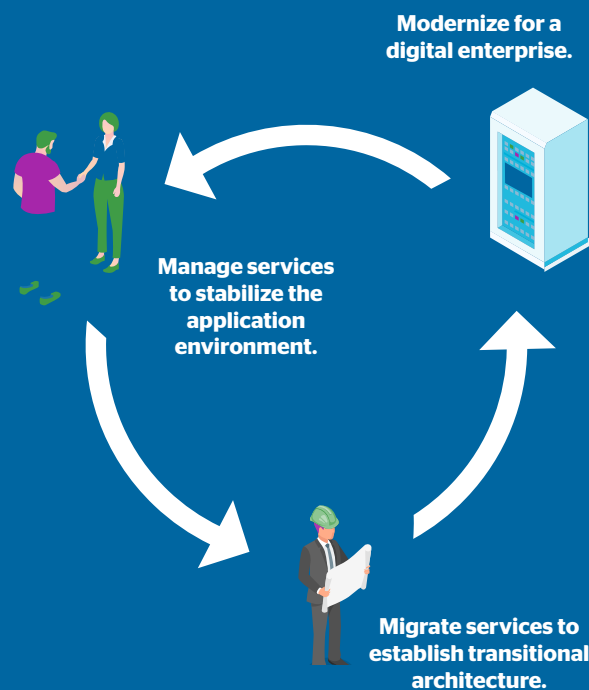 Modernize for a
digital enterprise.
Manage services
to stabilize the
application
environment.
Migrate services to
establish transitional
architecture.